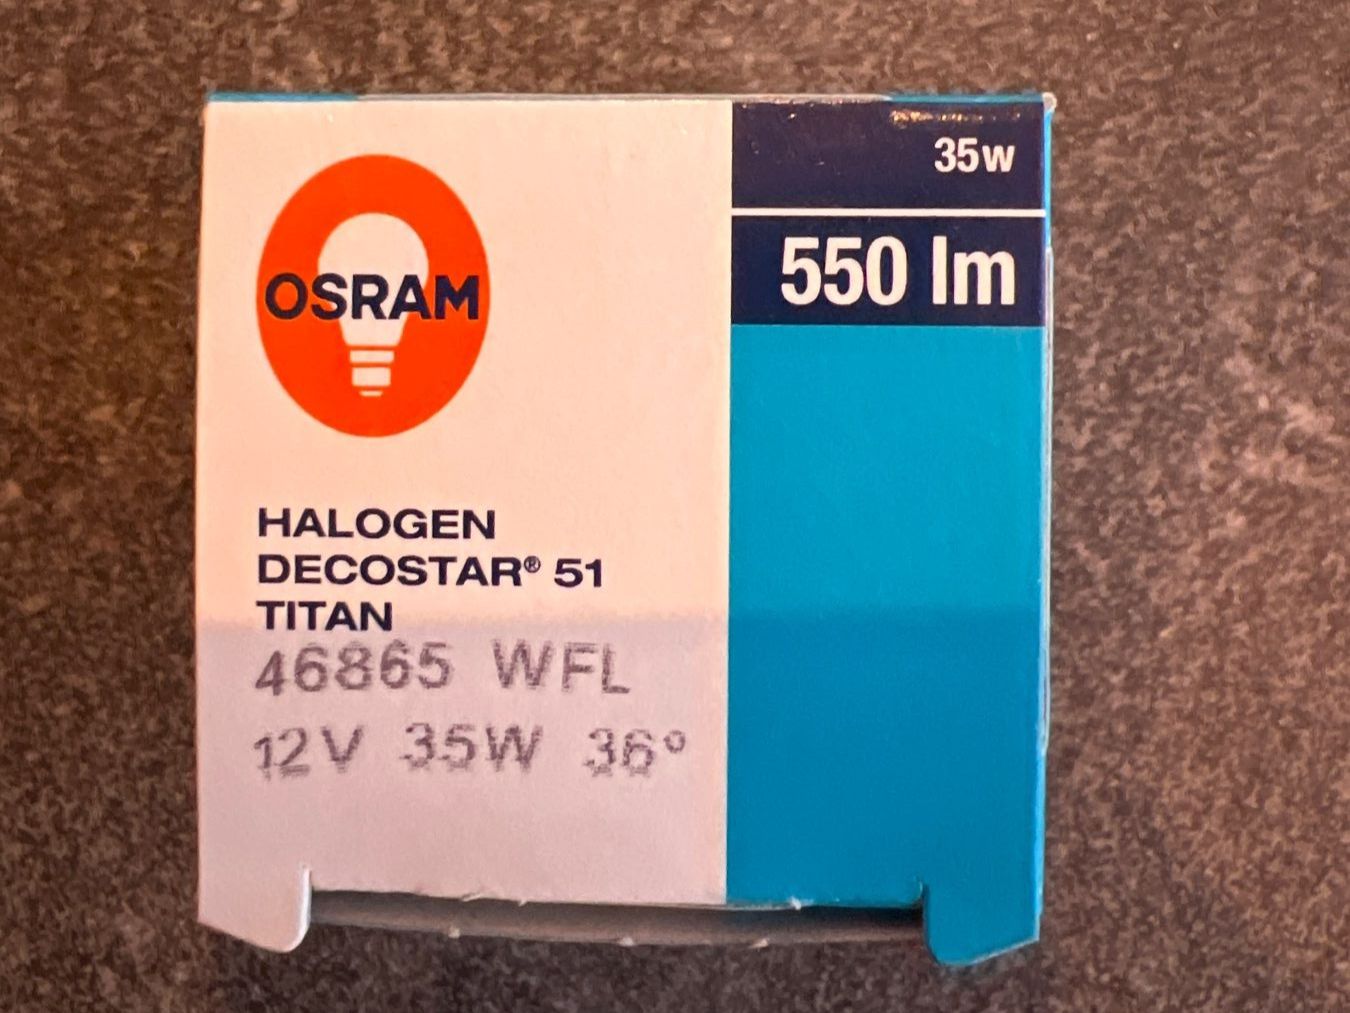 OSRAM
HALOGEN
DECOSTAR® 51
TITAN
46865 WFL
12V 35W 36°
35w
550 lm